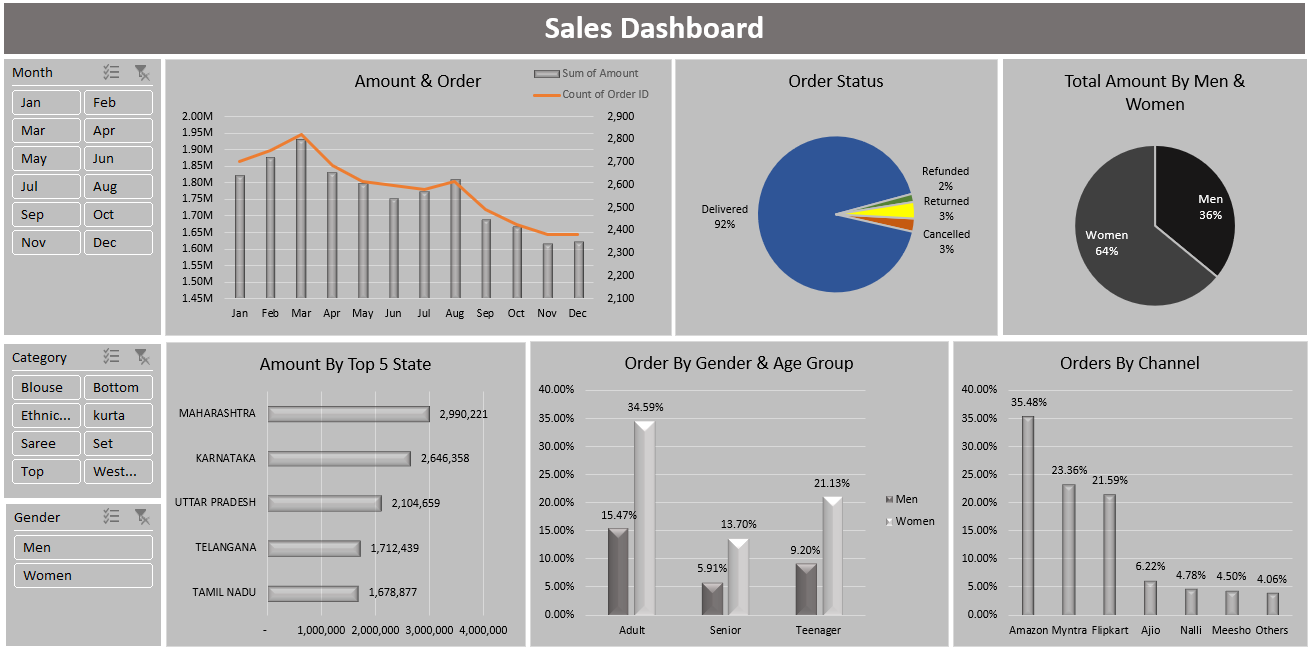 Sales Dashboard
Month
Jan Feb
Mar Apr
May Jun
Jul Aug
Sep Oct
Nov Dec
Amount & Order
Sum of Amount
Count of Order ID
2.00M 2,900
1.95M 2,800
1.90M 2,700
1.85M 2,600
1.80M 2,500
1.75M 2,400
1.70M 2,300
1.65M 2,200
1.60M 2,100
1.55M
1.50M
1.45M
Jan Feb Mar Apr May Jun Jul Aug Sep Oct Nov Dec
Order Status
Refunded
2%
Returned
3%
Delivered
92%
Cancelled
3%
Total Amount By Men &
Women
Men
36%
Women
64%
Category
Blouse Bottom
Ethnic... kurta
Saree Set
Top West...
Gender
Men
Women
Amount By Top 5 State
MAHARASHTRA 2,990,221
KARNATAKA 2,646,358
UTTAR PRADESH 2,104,659
TELANGANA 1,712,439
TAMIL NADU 1,678,877
- 1,000,000 2,000,000 3,000,000 4,000,000
Order By Gender & Age Group
40.00%
35.00%
30.00%
25.00%
20.00%
15.00%
10.00%
5.00%
0.00%
15.47% 34.59%
5.91% 13.70%
9.20% 21.13%
Adult Senior Teenager
Men
Women
Orders By Channel
40.00%
35.00%
30.00%
25.00%
20.00%
15.00%
10.00%
5.00%
0.00%
35.48% 23.36% 21.59% 6.22% 4.78% 4.50% 4.06%
Amazon Myntra Flipkart Ajio Nalli Meesho Others